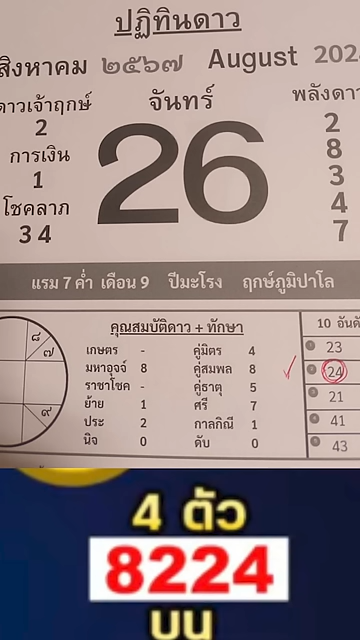 ปฏิทินดาว
สิงหาคม ๒๕๖๗ August 202
ดาวเจ้าฤกษ์
2
การเงิน
1
โชคลาภ
3 4
จันทร์
26
พลังดา
2
8
3
4
7
แรม 7 ค่ำ เดือน 9 ปีมะโรง ฤกษ์ภูมิปาโล
๘
๗
๙
คุณสมบัติดาว + ทักษา
เกษตร - คู่มิตร 4
มหาอุจจ์ 8 คู่สมพล 8
ราชาโชค - คู่ธาตุ 5
ย้าย 1 ศรี 7
ประ 2 กาลกิณี 1
นิจ 0 ดับ 0
10 อันดั
23
24
21
41
43
4 ตัว
8224
บน